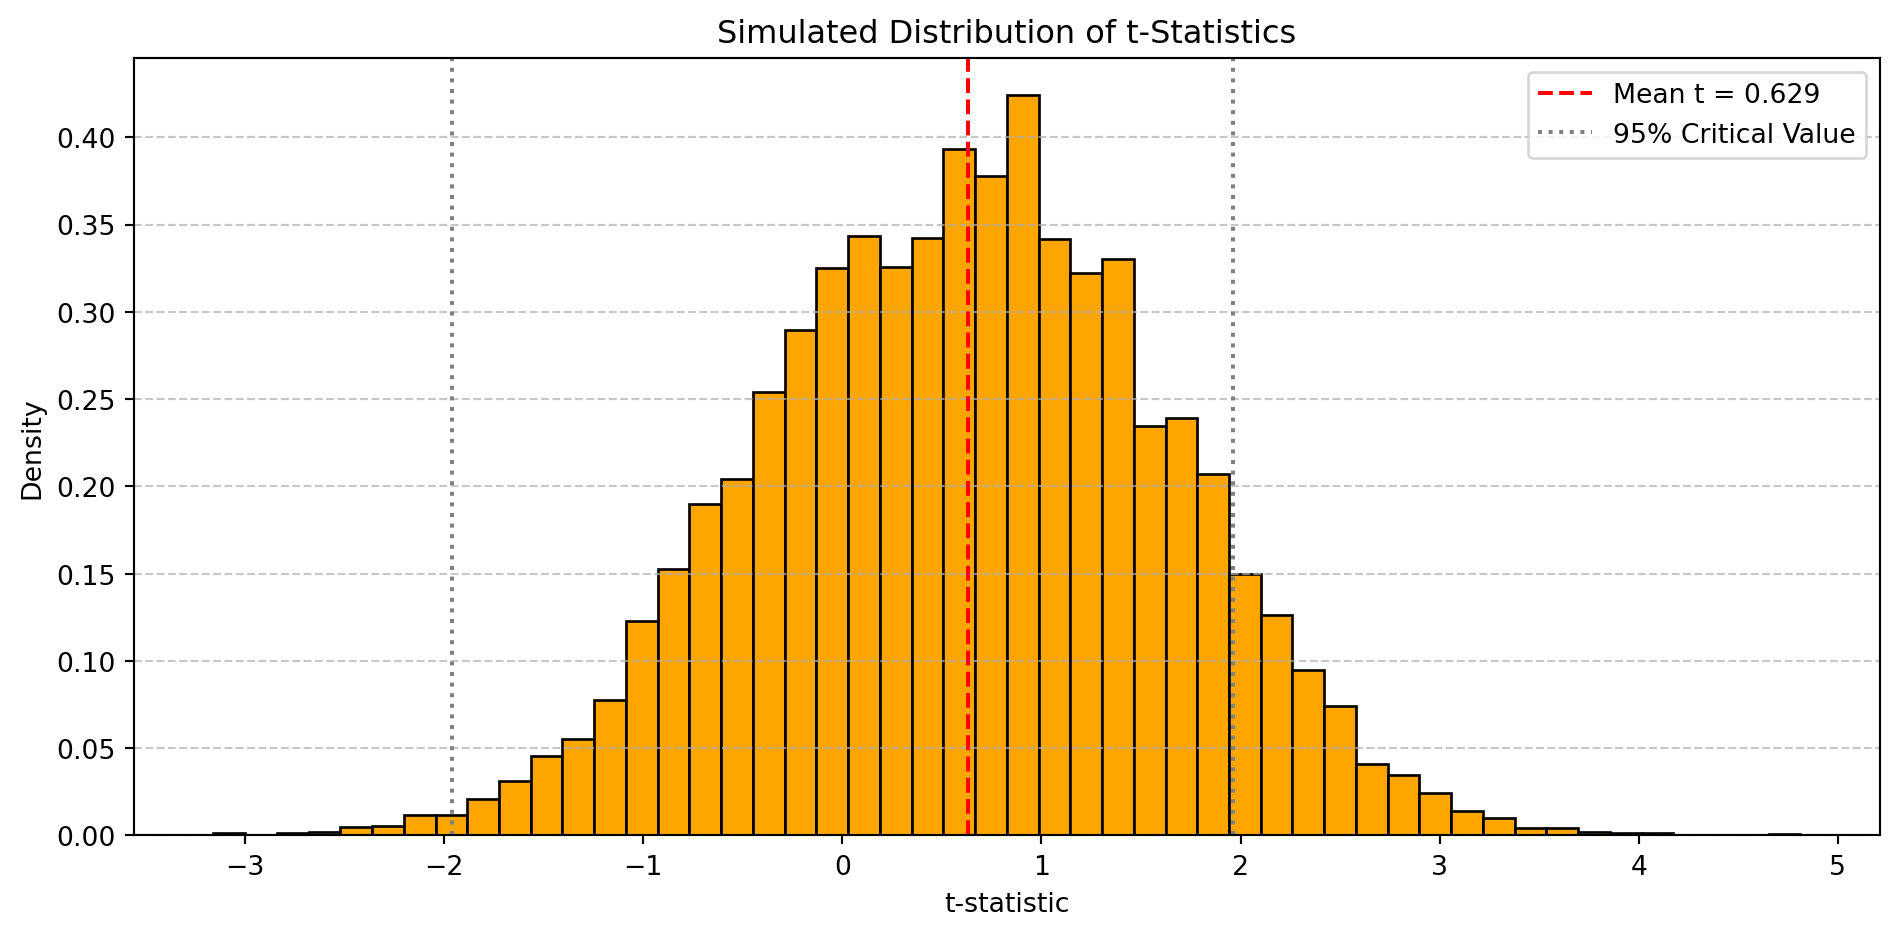 Simulated Distribution of t-Statistics
Mean t = 0.629
95% Critical Value
Density
0.40
0.35
0.30
0.25
0.20
0.15
0.10
0.05
0.00
−3 −2 −1 0 1 2 3 4 5
t-statistic